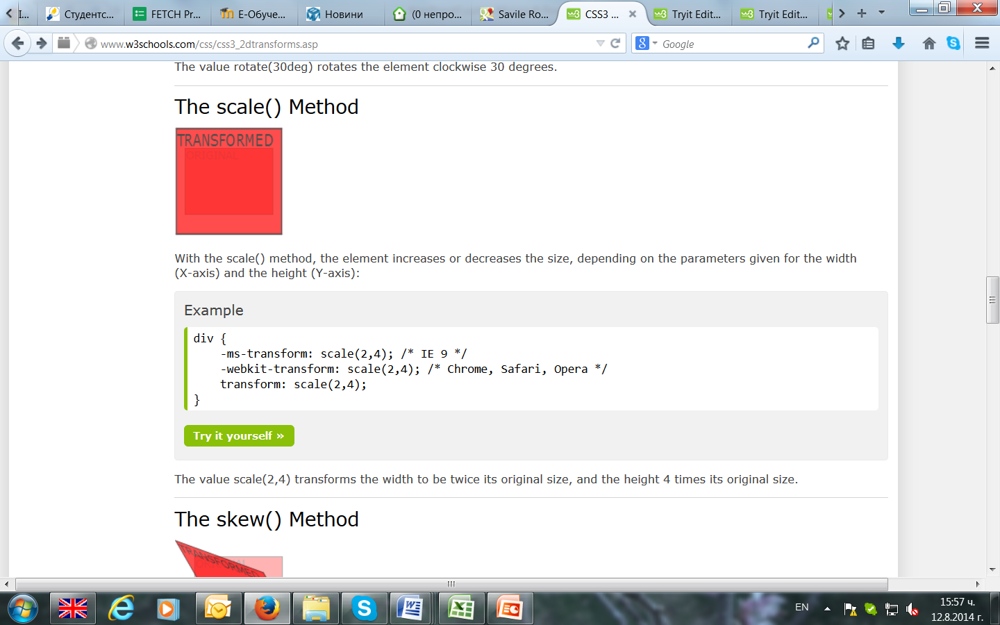 I...
Студентс...
FETCH Pr...
Е-Обуче...
Новини
(0 непро...
Savile Ro...
CSS3 ...
Tryit Edit...
Tryit Edit...
www.w3schools.com/css/css3_2dtransforms.asp
Google
The value rotate(30deg) rotates the element clockwise 30 degrees.
The scale() Method
TRANSFORMED
ORIGINAL
With the scale() method, the element increases or decreases the size, depending on the parameters given for the width
(X-axis) and the height (Y-axis):
Example
div {
    -ms-transform: scale(2,4); /* IE 9 */
    -webkit-transform: scale(2,4); /* Chrome, Safari, Opera */
    transform: scale(2,4);
}
Try it yourself »
The value scale(2,4) transforms the width to be twice its original size, and the height 4 times its original size.
The skew() Method
TRANSFORMED
ORIGINAL
EN
15:57 ч.
12.8.2014 г.